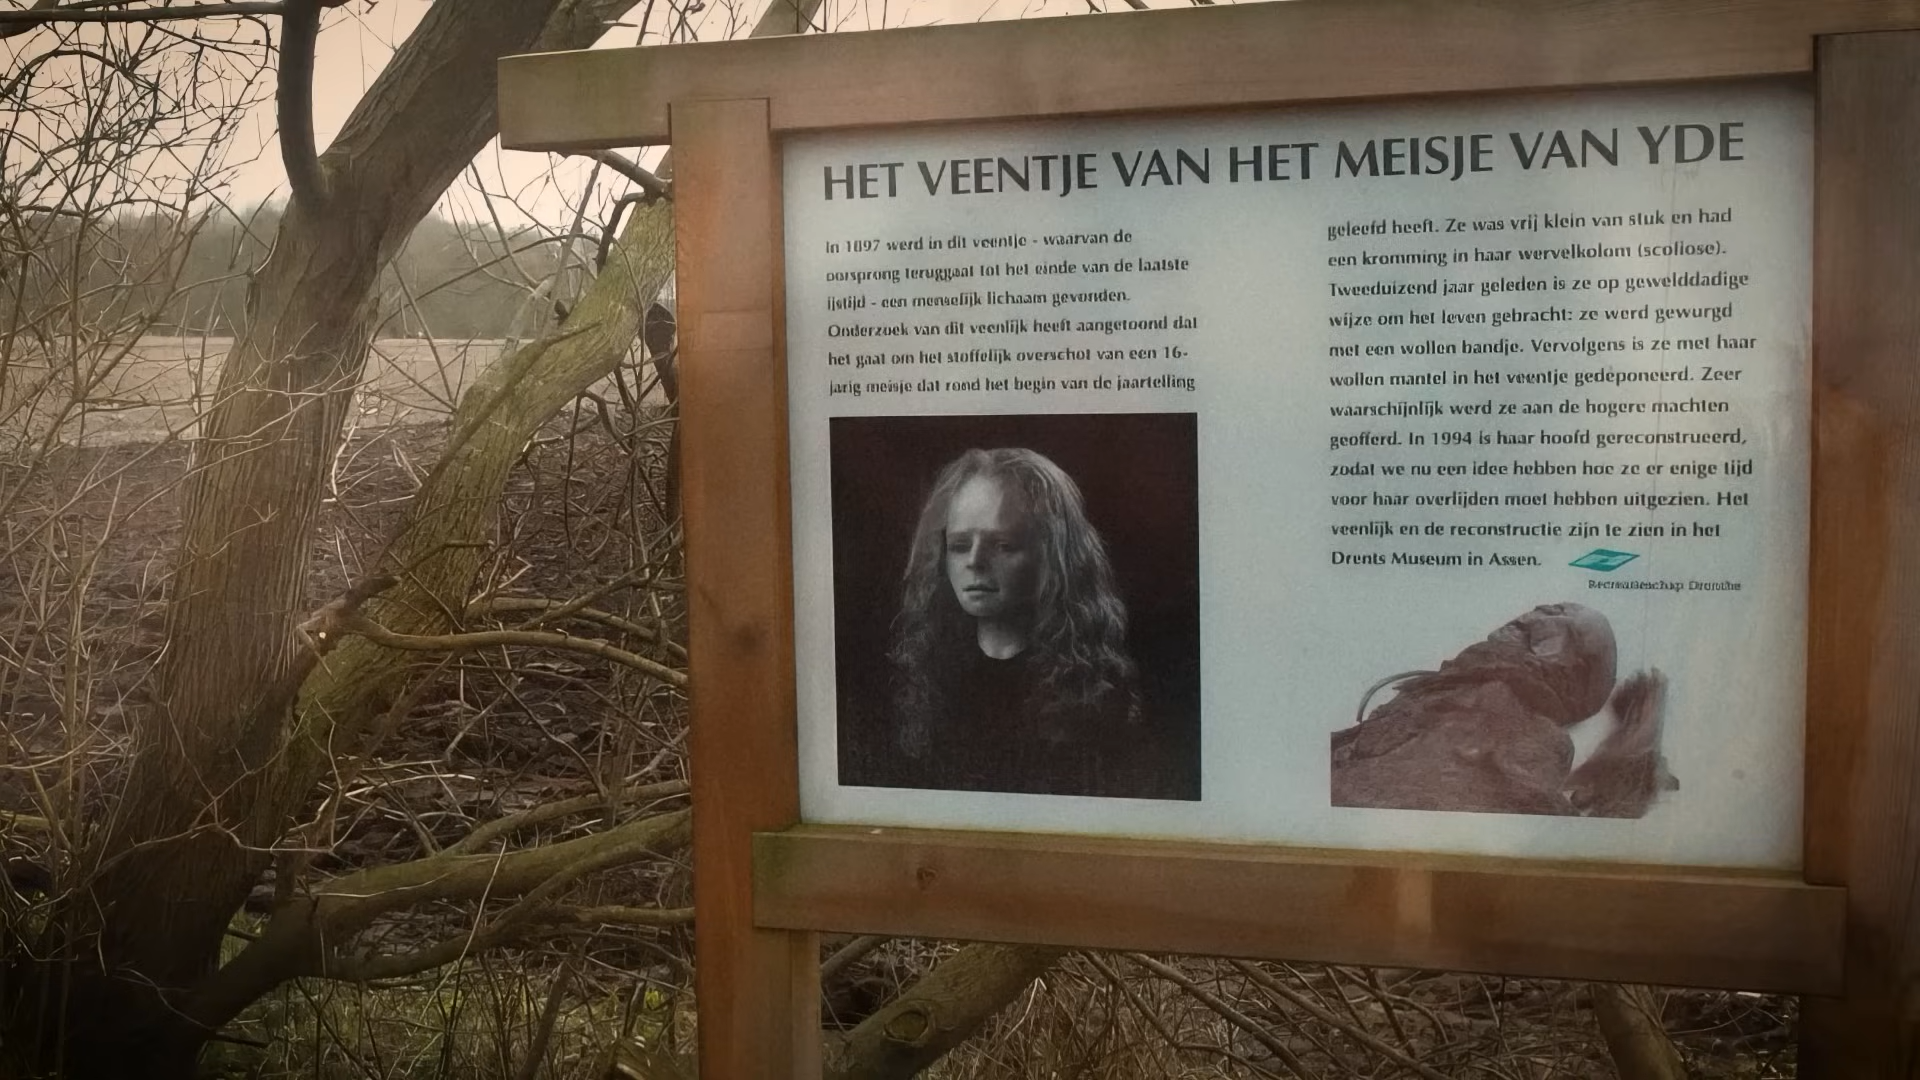 HET VEENTJE VAN HET MEISJE VAN YDE
In 1897 werd in dit veentje - waarvan de
oorsprong teruggaat tot het einde van de laatste
ijstijd - een menselijk lichaam gevonden.
Onderzoek van dit veenlijk heeft aangetoond dat
het gaat om het stoffelijk overschot van een 16-
jarig meisje dat rond het begin van de jaartelling
geleefd heeft. Ze was vrij klein van stuk en had
een kromming in haar wervelkolom (scoliose).
Tweeduizend jaar geleden is ze op gewelddadige
wijze om het leven gebracht: ze werd gewurgd
met een wollen bandje. Vervolgens is ze met haar
wollen mantel in het veentje gedeponeerd. Zeer
waarschijnlijk werd ze aan de hogere machten
geofferd. In 1994 is haar hoofd gereconstrueerd,
zodat we nu een idee hebben hoe ze er enige tijd
voor haar overlijden moet hebben uitgezien. Het
veenlijk en de reconstructie zijn te zien in het
Drents Museum in Assen.
Recreatieschap Drenthe